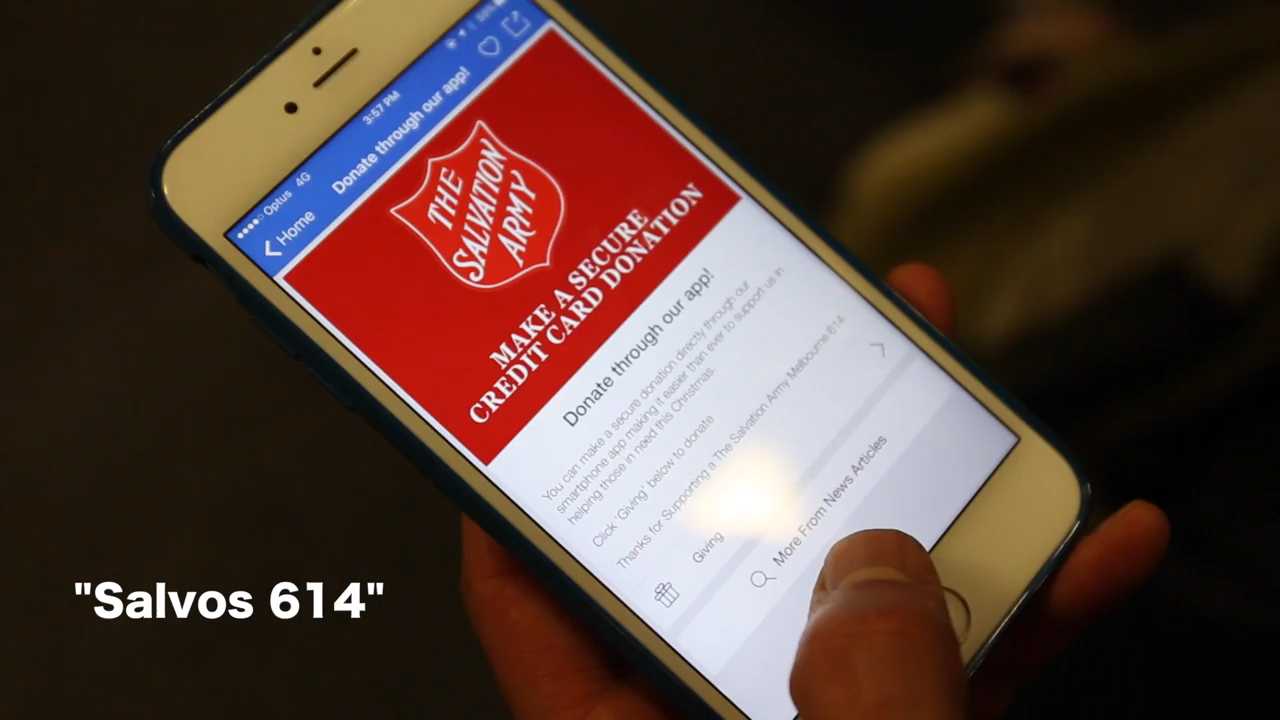 Optus 4G
3:57 PM
Home
Donate through our app!
THE
SALVATION
ARMY
MAKE A SECURE
CREDIT CARD DONATION
Donate through our app!
You can make a secure donation directly through our
smartphone app making it easier than ever to support us in
helping those in need this Christmas.
Click 'Giving' below to donate
Thanks for Supporting a The Salvation Army Melbourne 614
Giving
More From News Articles
"Salvos 614"